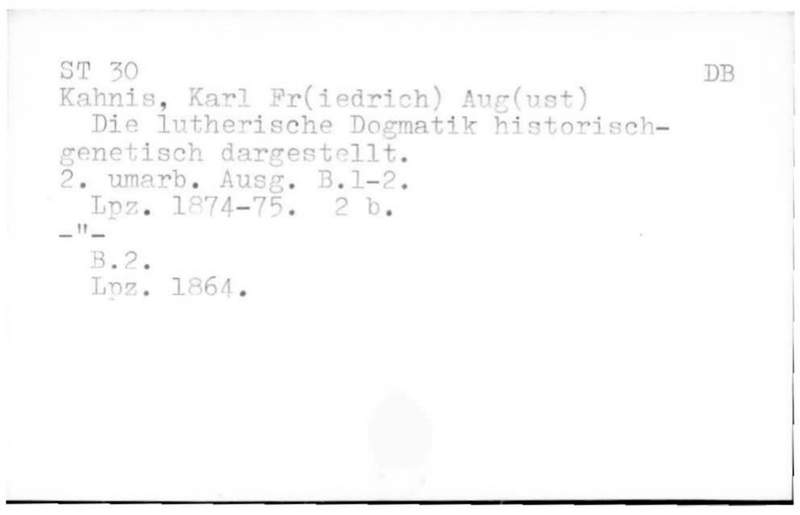 ST 30 DB
Kahnis, Karl Fr(iedrich) Aug(ust)
Die lutherische Dogmatik historisch-
genetisch dargestellt.
2. umarb. Ausg. B.1-2.
Lpz. 1874-75. 2 b.
-"-
B.2.
Lpz. 1864.